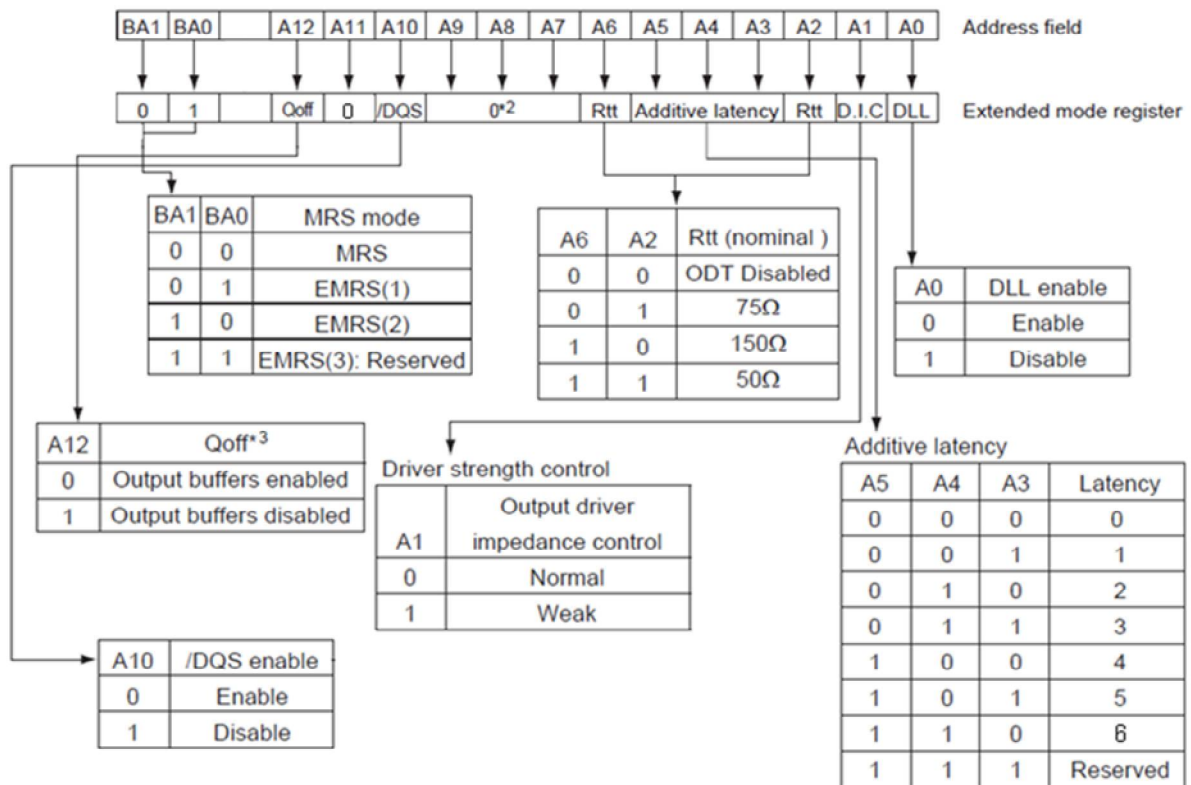 BA1 BA0 A12 A11 A10 A9 A8 A7 A6 A5 A4 A3 A2 A1 A0 Address field
0 1 Qoff 0 /DQS 0*2 Rtt Additive latency Rtt D.I.C DLL Extended mode register
BA1 BA0 MRS mode
0 0 MRS
0 1 EMRS(1)
1 0 EMRS(2)
1 1 EMRS(3): Reserved
A6 A2 Rtt (nominal )
0 0 ODT Disabled
0 1 75Ω
1 0 150Ω
1 1 50Ω
A0 DLL enable
0 Enable
1 Disable
A12 Qoff*3
0 Output buffers enabled
1 Output buffers disabled
Driver strength control
A1 Output driver
impedance control
0 Normal
1 Weak
Additive latency
A5 A4 A3 Latency
0 0 0 0
0 0 1 1
0 1 0 2
0 1 1 3
1 0 0 4
1 0 1 5
1 1 0 6
1 1 1 Reserved
A10 /DQS enable
0 Enable
1 Disable